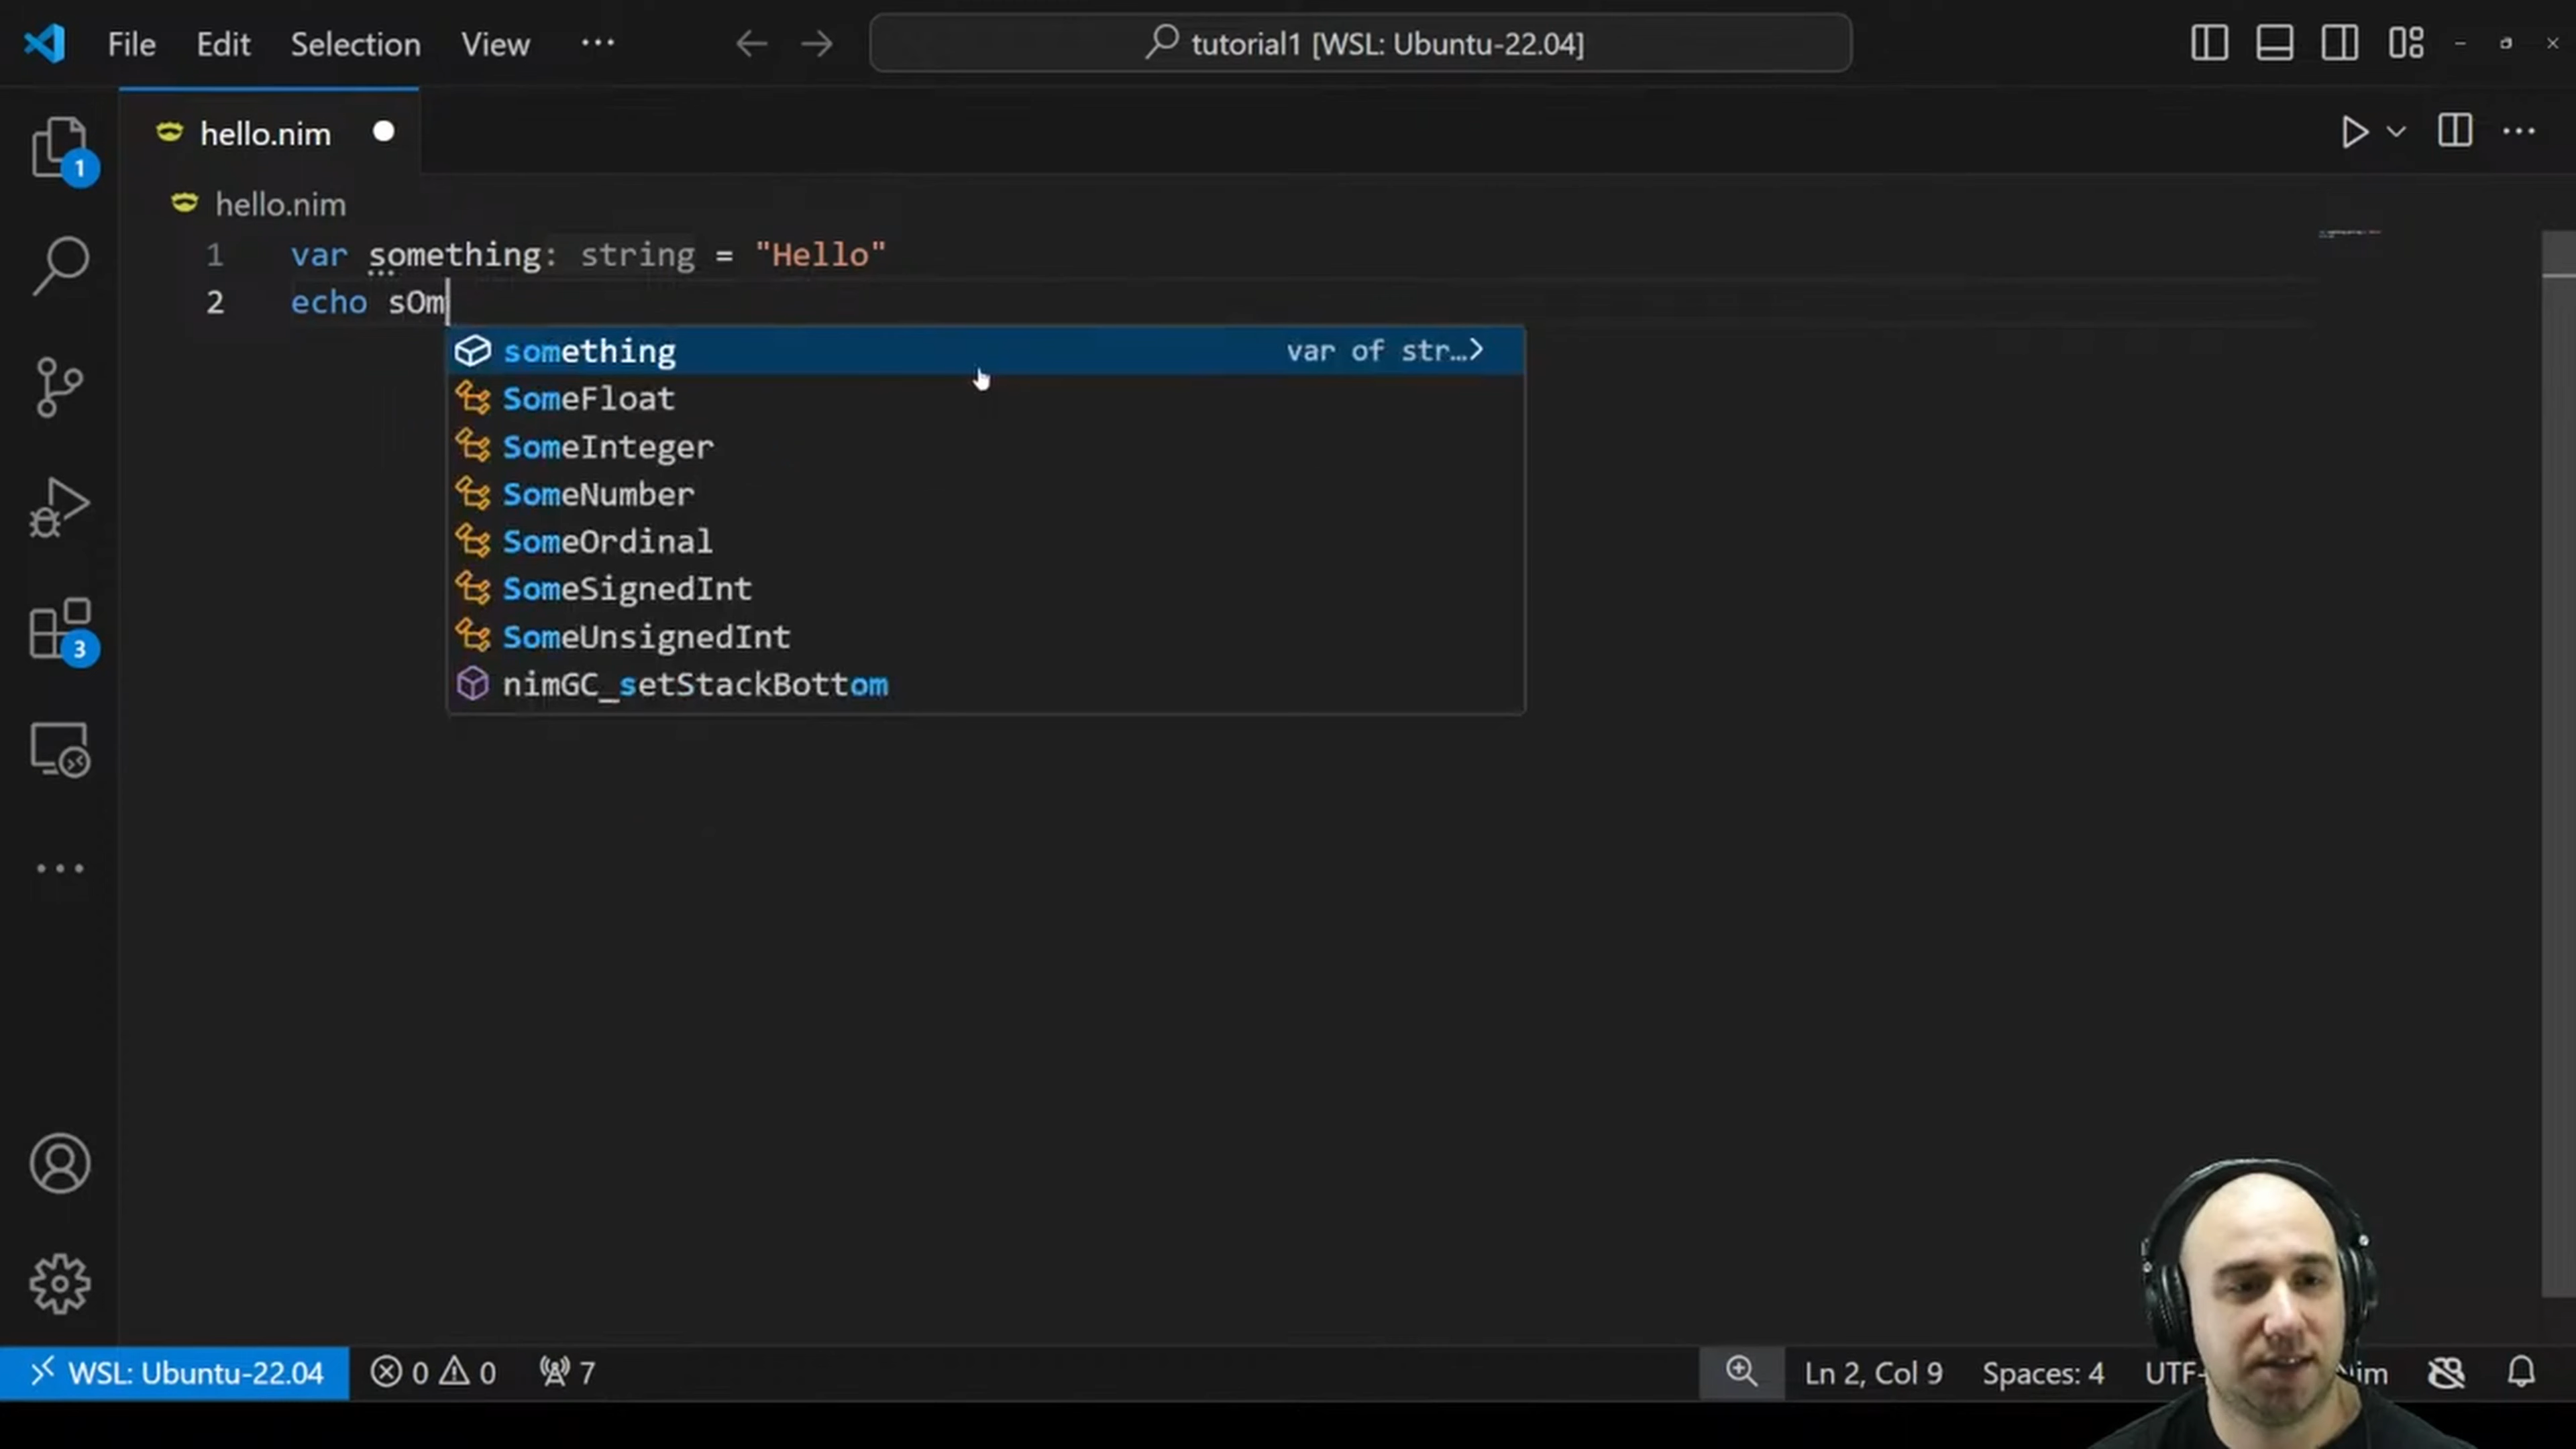 File Edit Selection View ··· tutorial1 [WSL: Ubuntu-22.04]
hello.nim
1
hello.nim
1 var something: string = "Hello"
2 echo sOm
something var of str…
SomeFloat
SomeInteger
SomeNumber
SomeOrdinal
SomeSignedInt
SomeUnsignedInt
nimGC_setStackBottom
3
WSL: Ubuntu-22.04 0 0 7 Ln 2, Col 9 Spaces: 4 UTF-